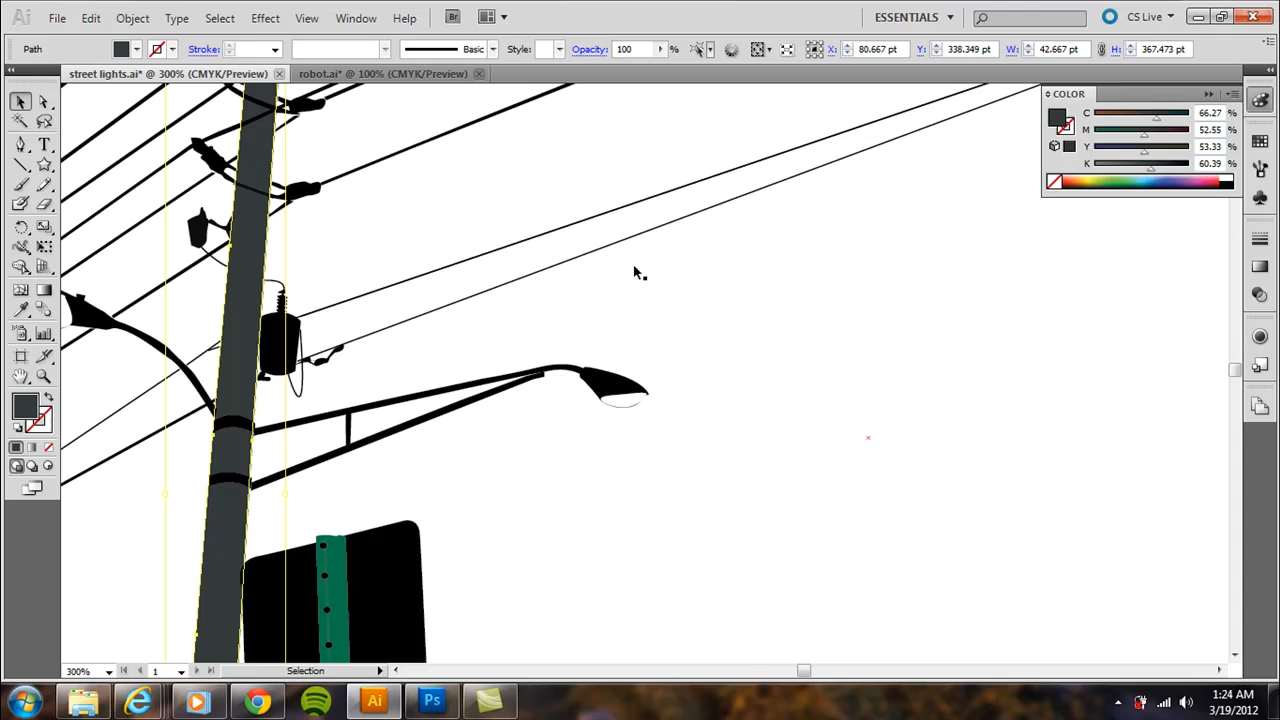 Ai File Edit Object Type Select Effect View Window Help Br ESSENTIALS CS Live
Path Stroke: Basic Style: Opacity: 100 % X: 80.667 pt Y: 338.349 pt W: 42.667 pt H: 367.473 pt
street lights.ai* @ 300% (CMYK/Preview) robot.ai* @ 100% (CMYK/Preview)
COLOR
C 66.27 %
M 52.55 %
Y 53.33 %
K 60.39 %
T
300% 1 Selection
Ai Ps 1:24 AM
3/19/2012